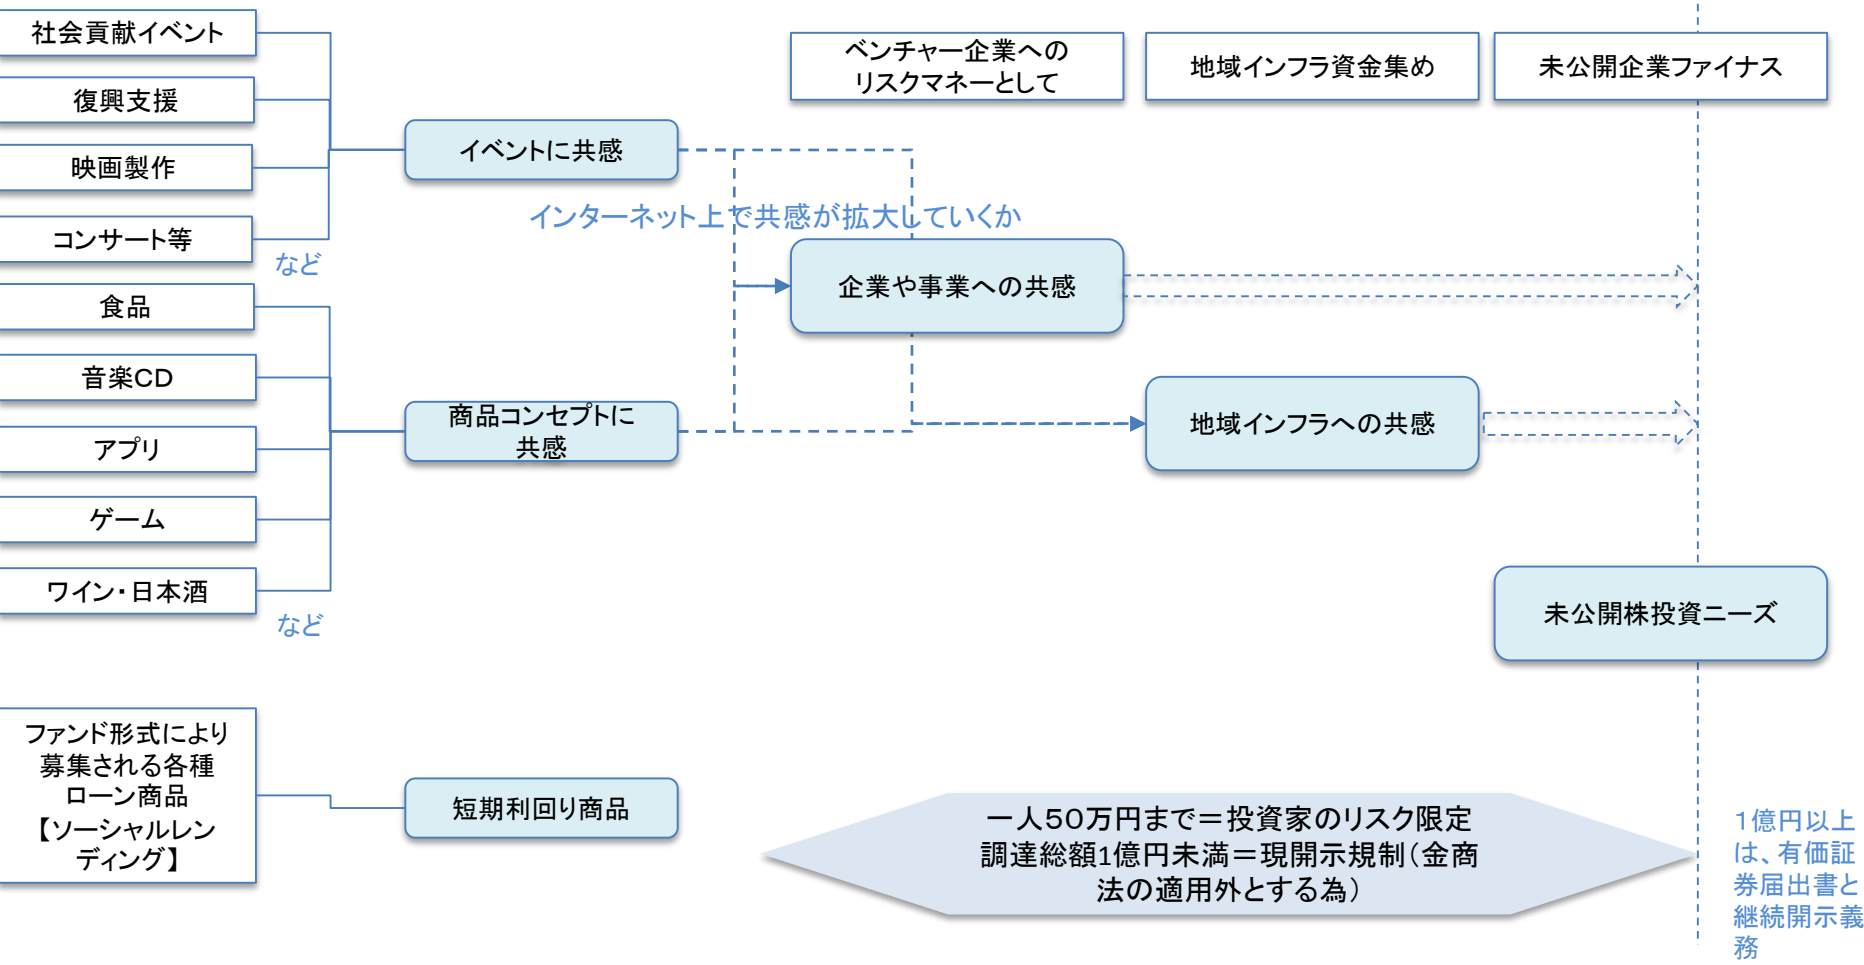 社会貢献イベント
復興支援
映画製作
コンサート等
など
食品
音楽CD
アプリ
ゲーム
ワイン・日本酒
など
ファンド形式により
募集される各種
ローン商品
【ソーシャルレン
ディング】
イベントに共感
商品コンセプトに
共感
短期利回り商品
インターネット上で共感が拡大していくか
ベンチャー企業への
リスクマネーとして
企業や事業への共感
地域インフラ資金集め
地域インフラへの共感
未公開企業ファイナス
未公開株投資ニーズ
一人50万円まで＝投資家のリスク限定
調達総額1億円未満＝現開示規制（金商
法の適用外とする為）
1億円以上
は、有価証
券届出書と
継続開示義
務